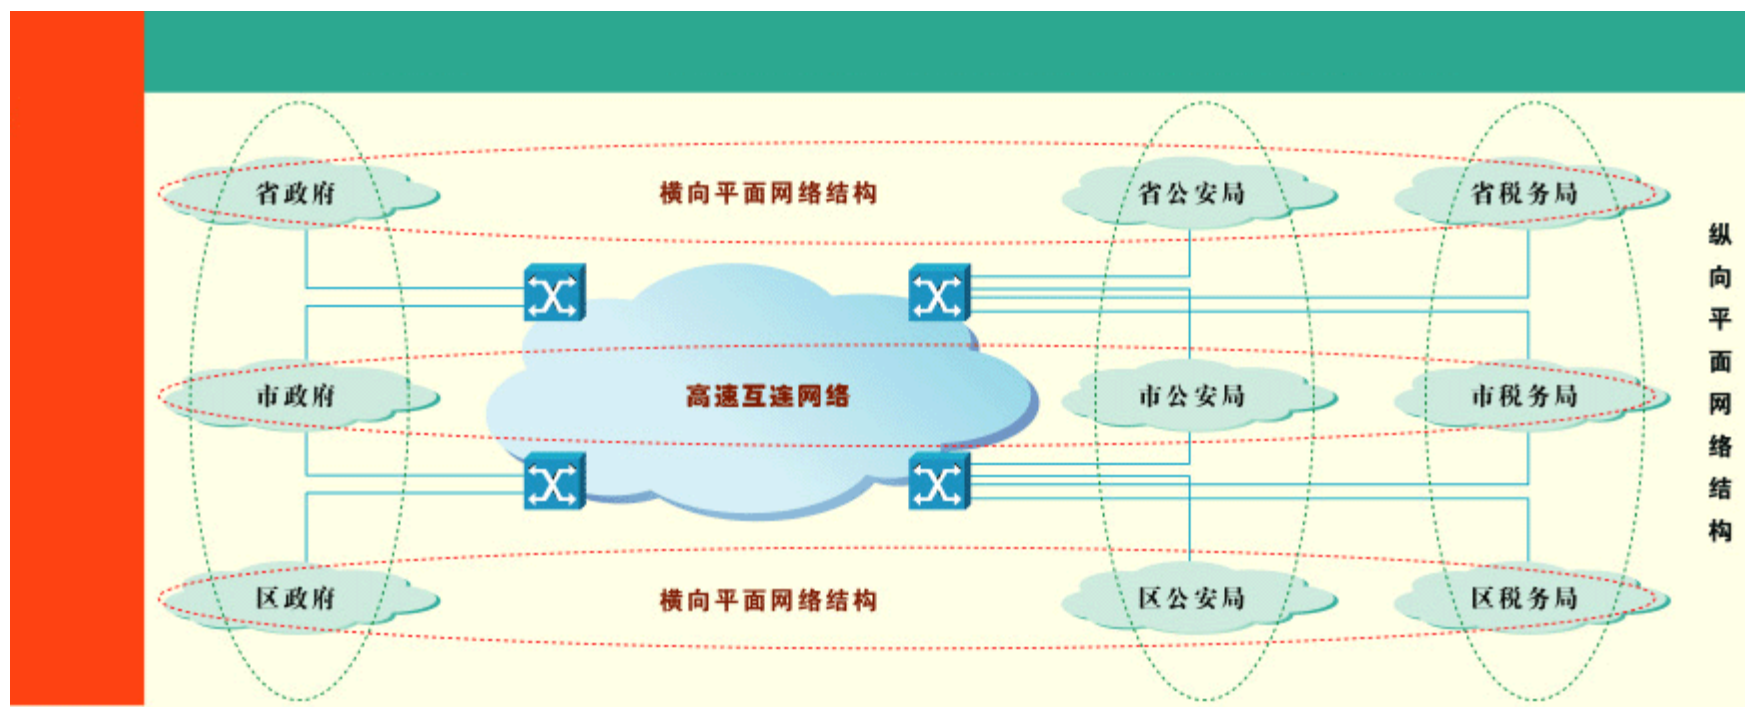 省政府
横向平面网络结构
省公安局
省税务局
市政府
高速互连网络
市公安局
市税务局
区政府
横向平面网络结构
区公安局
区税务局
纵向平面网络结构